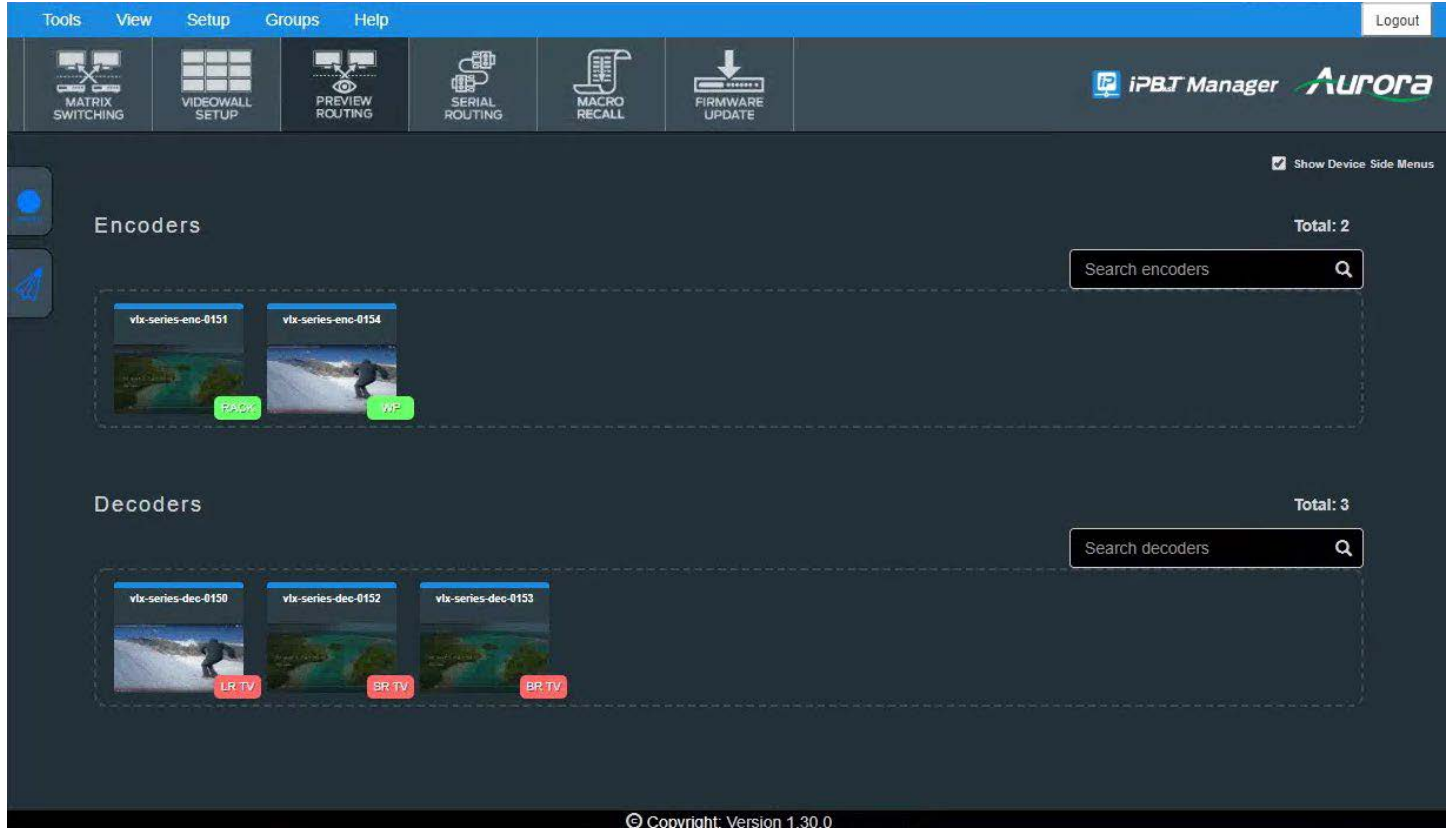 Tools View Setup Groups Help
Logout
MATRIX
SWITCHING
VIDEOWALL
SETUP
PREVIEW
ROUTING
SERIAL
ROUTING
MACRO
RECALL
FIRMWARE
UPDATE
IP
iPBaT Manager
Aurora
Show Device Side Menus
Encoders
Total: 2
Search encoders
vlx-series-enc-0151
RACK
vlx-series-enc-0154
WP
Decoders
Total: 3
Search decoders
vlx-series-dec-0150
LR TV
vlx-series-dec-0152
SR TV
vlx-series-dec-0153
BR TV
© Copyright: Version 1.30.0